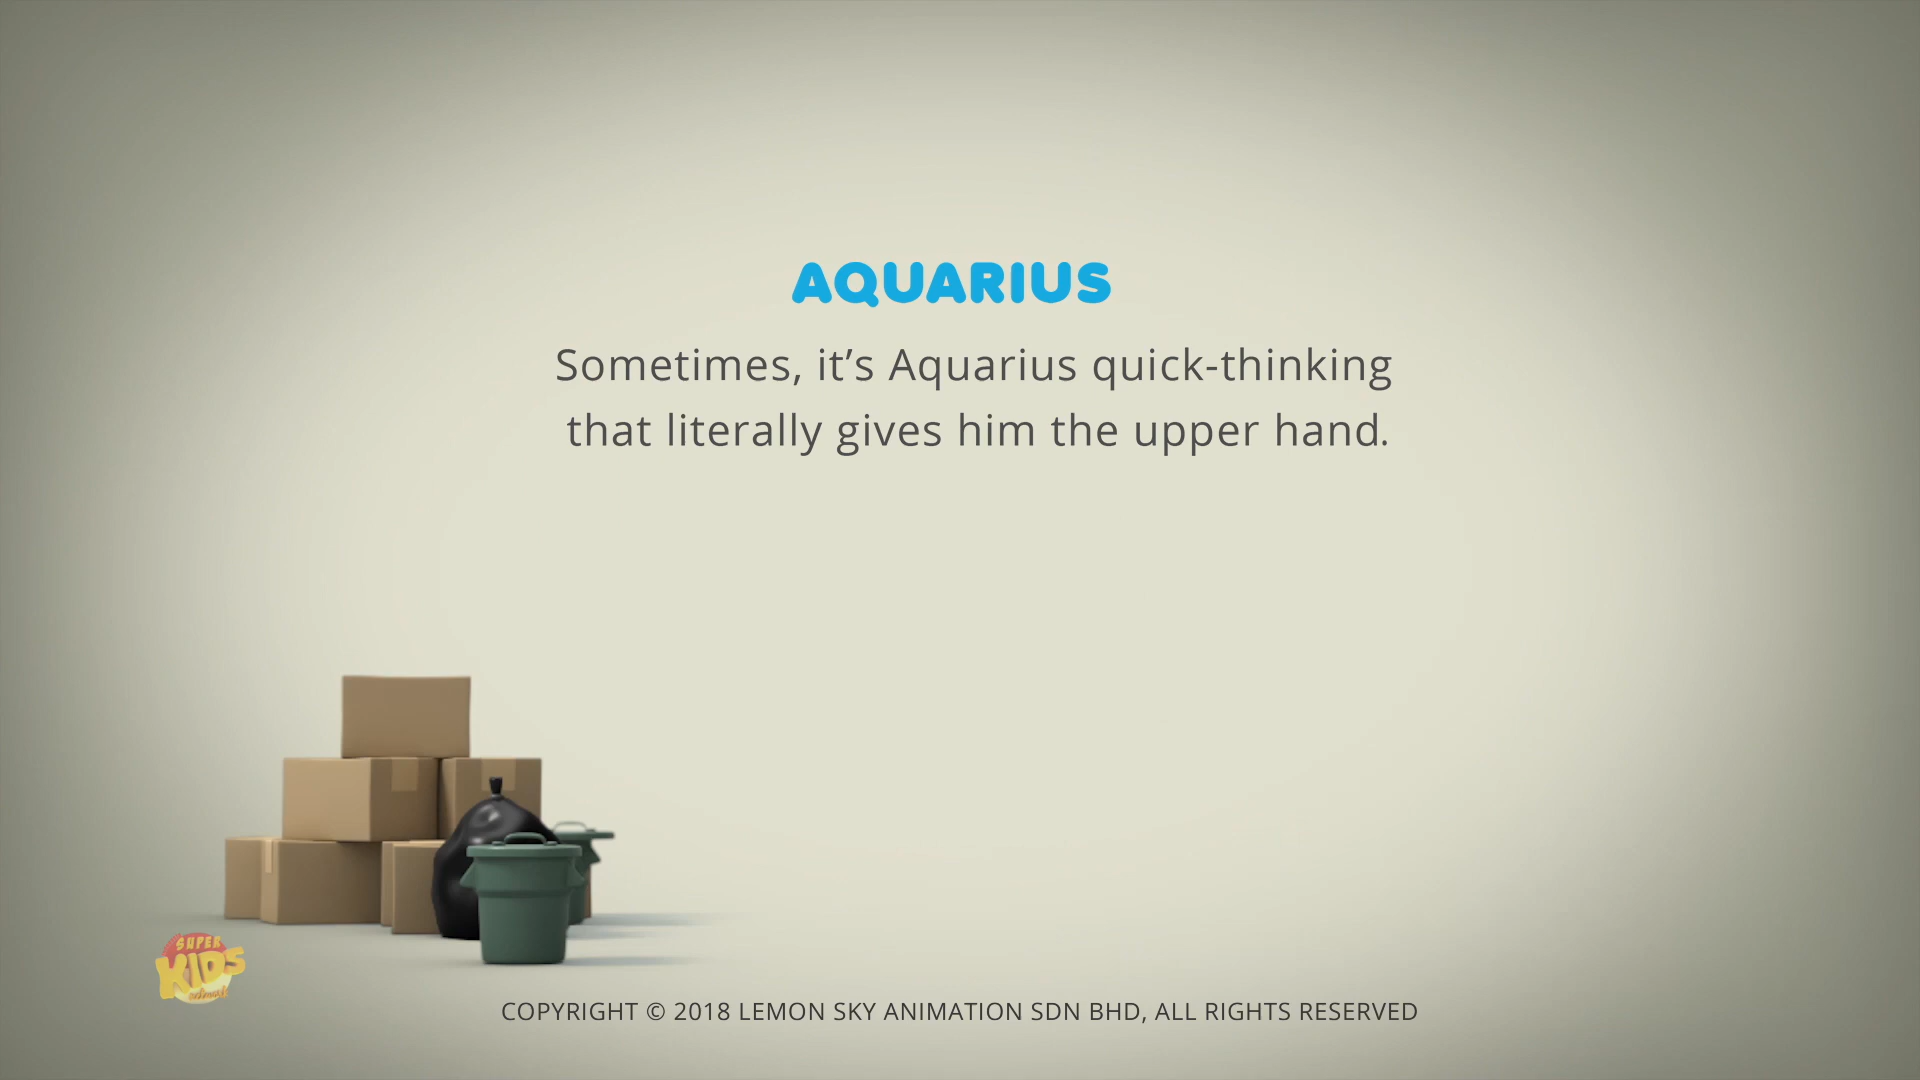 AQUARIUS
Sometimes, it’s Aquarius quick-thinking
that literally gives him the upper hand.
SUPER
KIDS
COPYRIGHT © 2018 LEMON SKY ANIMATION SDN BHD, ALL RIGHTS RESERVED